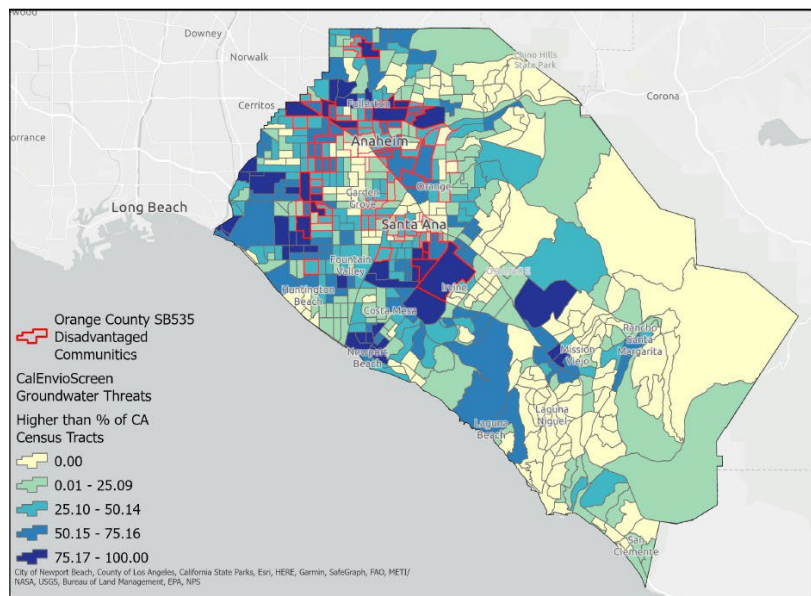 Norwood
Downey
Norwalk
Chino Hills
State Park
Corona
Cerritos
Fullerton
Torrance
Anaheim
Long Beach
Orange
Garden
Grove
Santa Ana
Fountain
Valley
Irvine
Huntington
Beach
Costa Mesa
Newport
Beach
Rancho
Santa
Margarita
Mission
Viejo
Laguna
Beach
Laguna
Niguel
San
Clemente
Orange County SB535
Disadvantaged
Communitics
CalEnvioScreen
Groundwater Threats
Higher than % of CA
Census Tracts
0.00
0.01 - 25.09
25.10 - 50.14
50.15 - 75.16
75.17 - 100.00
City of Newport Beach, County of Los Angeles, California State Parks, Esri, HERE, Garmin, SafeGraph, FAO, METI/
NASA, USGS, Bureau of Land Management, EPA, NPS